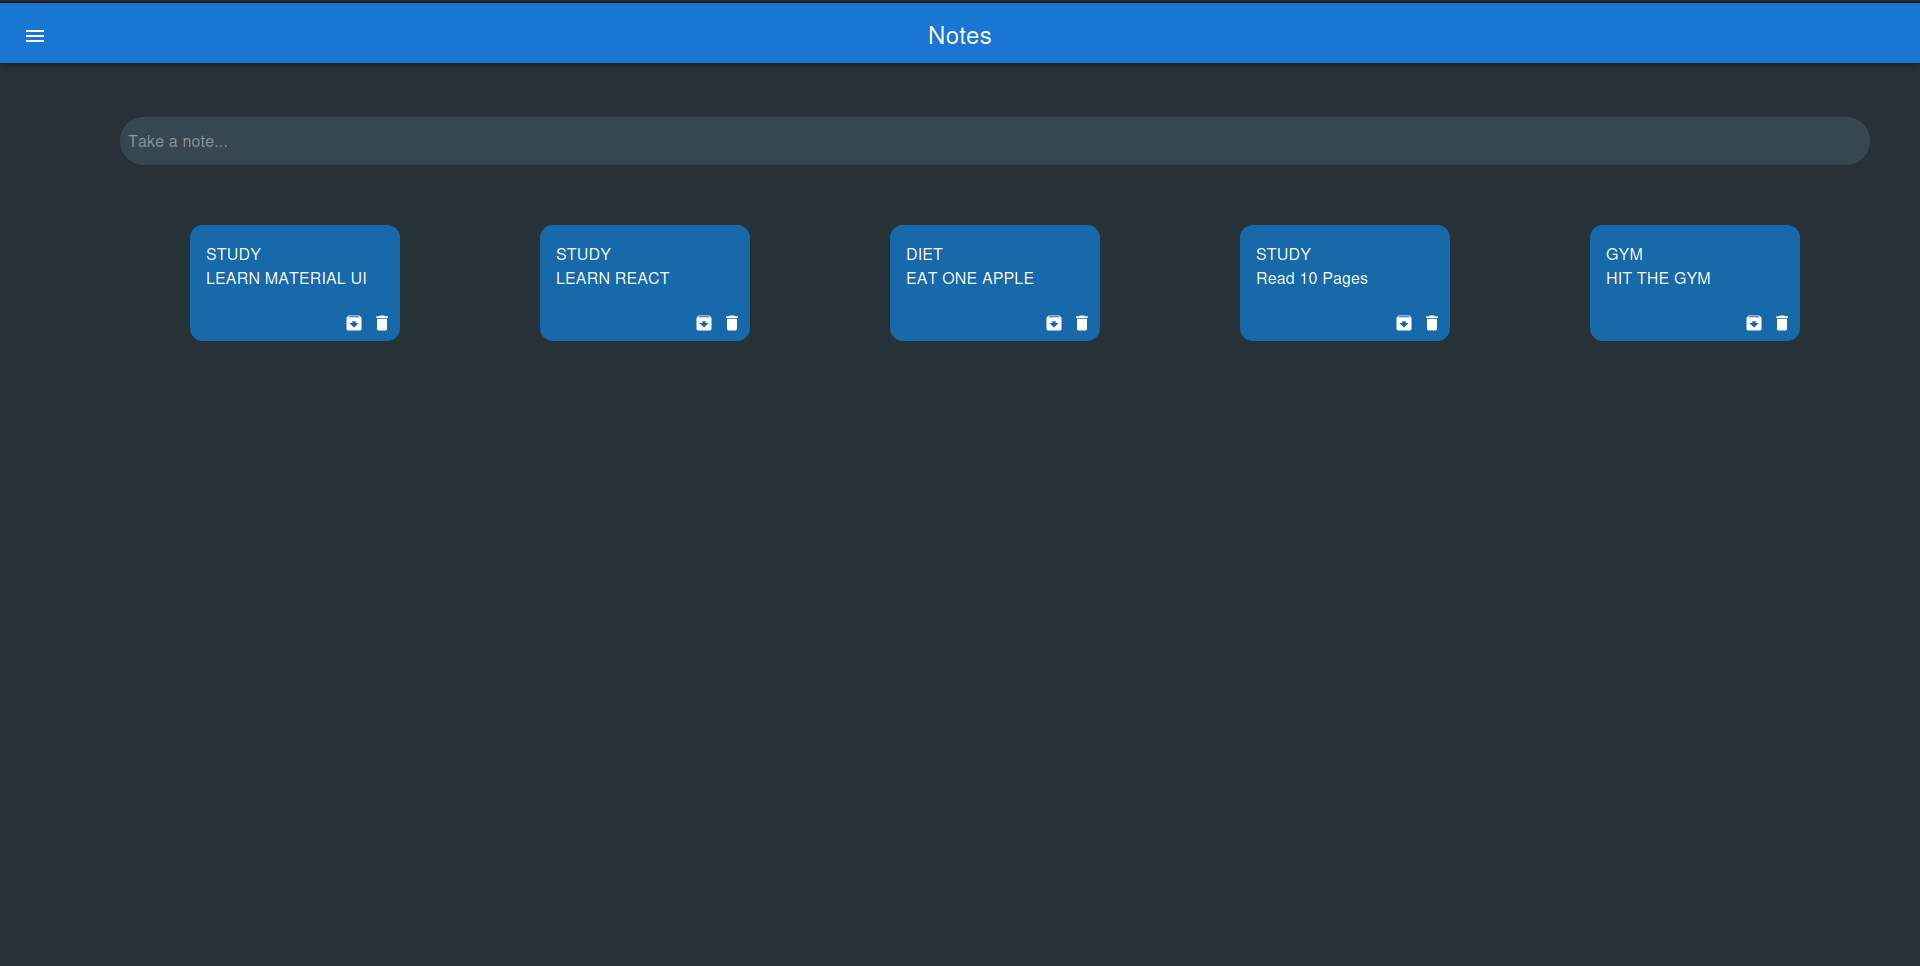 Notes
Take a note...
STUDY
LEARN MATERIAL UI
STUDY
LEARN REACT
DIET
EAT ONE APPLE
STUDY
Read 10 Pages
GYM
HIT THE GYM